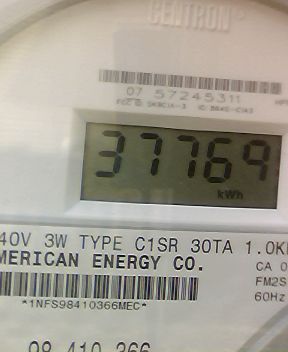 CENTRON®
07 57245311
37769
kWh
40V 3W TYPE C1SR 30TA 1.0K
MERICAN ENERGY CO.
CA 0
FM2S
60Hz
*1NFS98410366MEC*
98 410 366